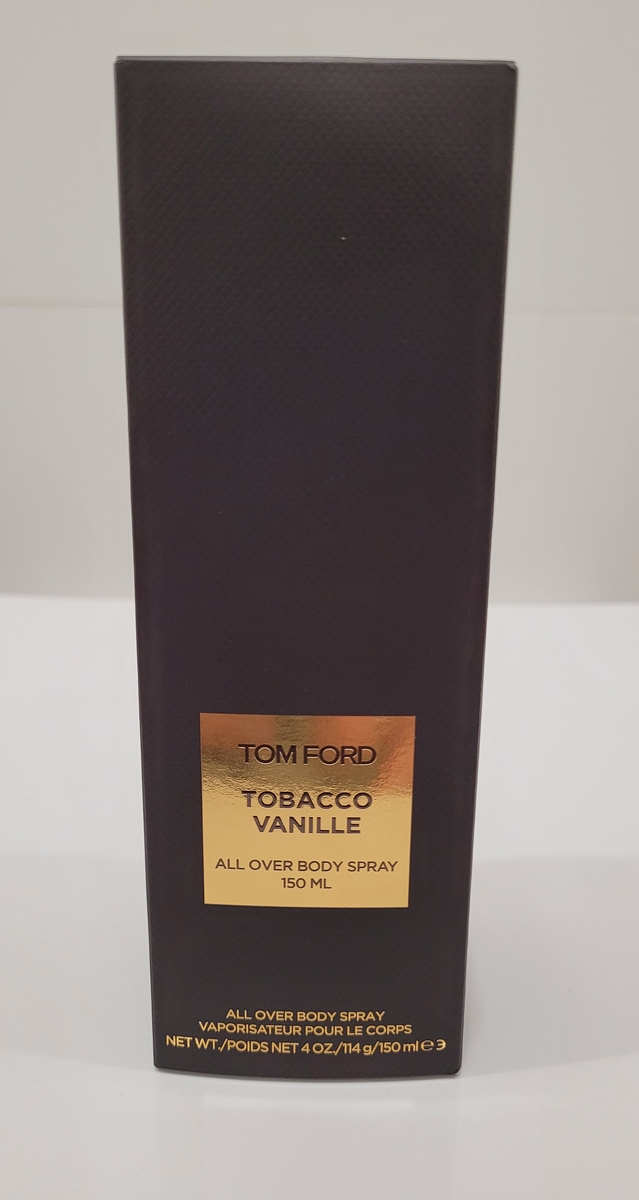 TOM FORD
TOBACCO
VANILLE
ALL OVER BODY SPRAY
150 ML
ALL OVER BODY SPRAY
VAPORISATEUR POUR LE CORPS
NET WT./POIDS NET 4 OZ./114 g/150 ml ℮ ϶